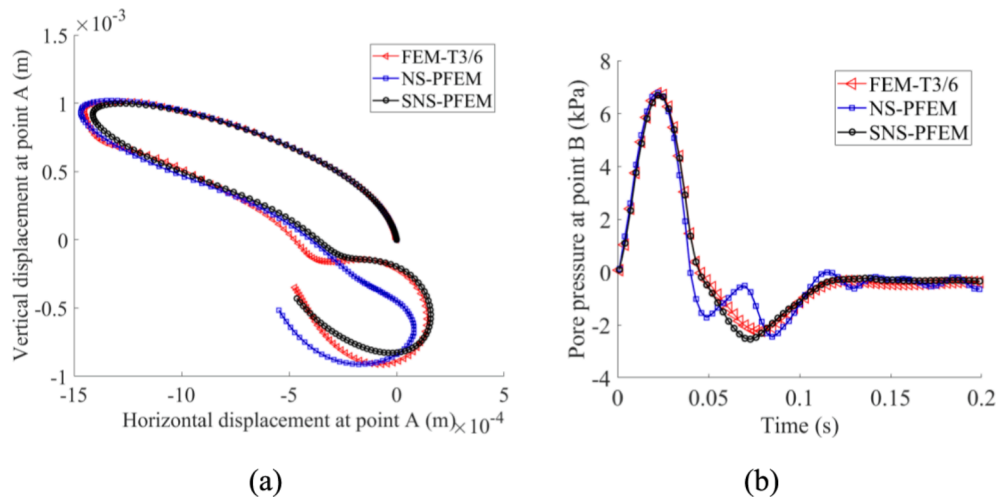 ×10⁻³
1.5
1
0.5
0
-0.5
-1
-15
-10
-5
0
5
×10⁻⁴
Vertical displacement at point A (m)
Horizontal displacement at point A (m)
FEM-T3/6
NS-PFEM
SNS-PFEM
(a)
8
6
4
2
0
-2
-4
0
0.05
0.1
0.15
0.2
Pore pressure at point B (kPa)
Time (s)
FEM-T3/6
NS-PFEM
SNS-PFEM
(b)